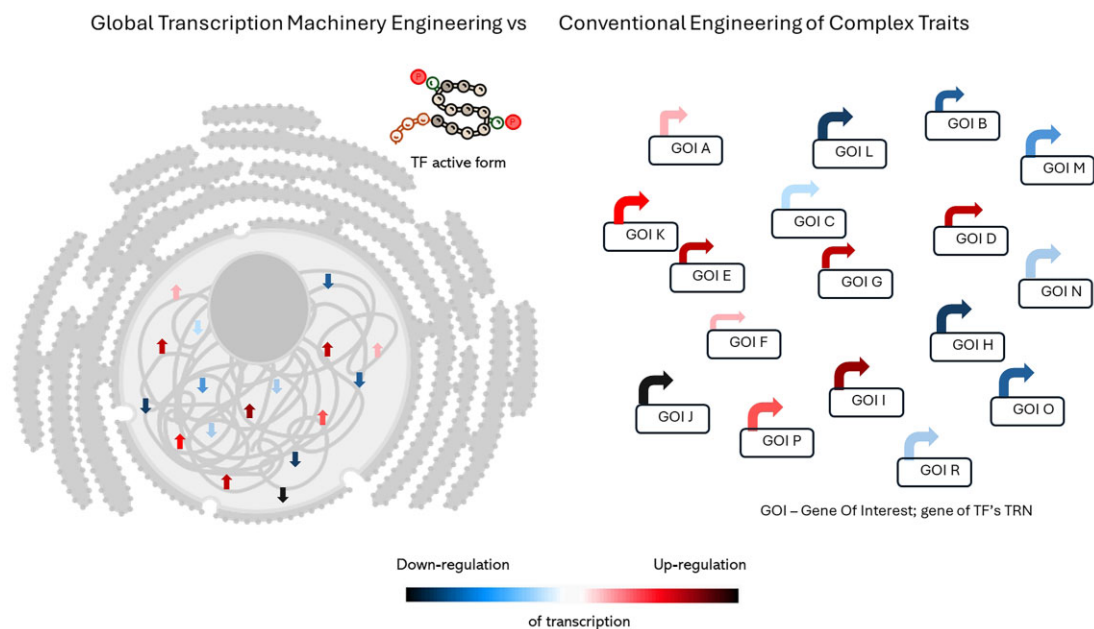 Global Transcription Machinery Engineering vs Conventional Engineering of Complex Traits
P
P
TF active form
GOI A
GOI L
GOI B
GOI M
GOI K
GOI C
GOI D
GOI E
GOI G
GOI N
GOI F
GOI H
GOI J
GOI I
GOI O
GOI P
GOI R
GOI – Gene Of Interest; gene of TF's TRN
Down-regulation
Up-regulation
of transcription